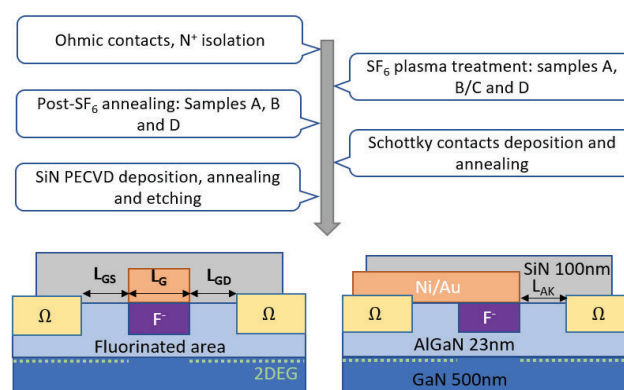 Ohmic contacts, N⁺ isolation
SF₆ plasma treatment: samples A,
B/C and D
Post-SF₆ annealing: Samples A, B
and D
Schottky contacts deposition and
annealing
SiN PECVD deposition, annealing
and etching
L_GS L_G L_GD
Ω F⁻ Ω
Fluorinated area
2DEG
SiN 100nm
Ni/Au L_AK
Ω F⁻ Ω
AlGaN 23nm
GaN 500nm